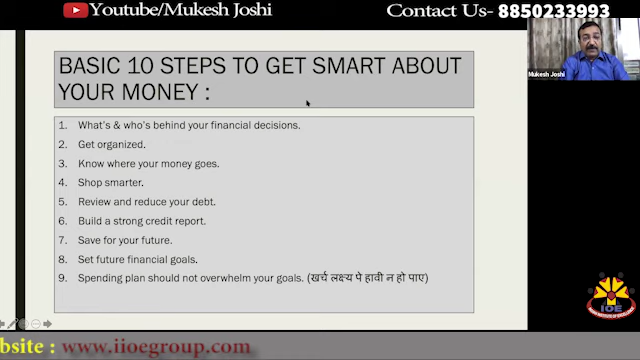 Youtube/Mukesh Joshi
Contact Us- 8850233993
Mukesh Joshi
BASIC 10 STEPS TO GET SMART ABOUT
YOUR MONEY :
1. What's & who's behind your financial decisions.
2. Get organized.
3. Know where your money goes.
4. Shop smarter.
5. Review and reduce your debt.
6. Build a strong credit report.
7. Save for your future.
8. Set future financial goals.
9. Spending plan should not overwhelm your goals. (खर्च लक्ष्य पे हावी न हो पाए)
IIOE
bsite : www.iioegroup.com